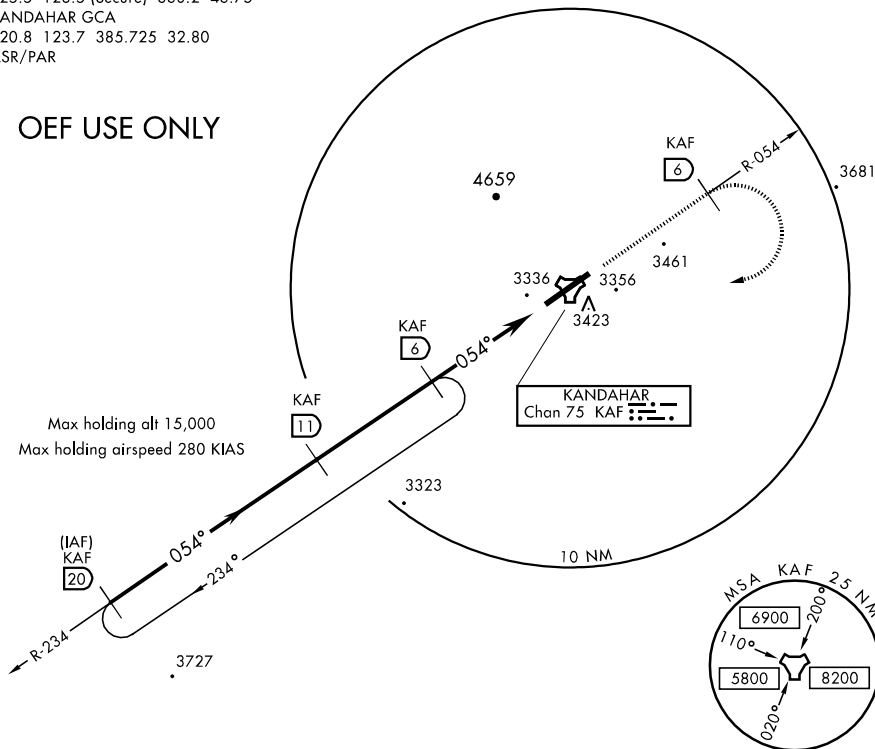 ANDAHAR GCA
20.8 123.7 385.725 32.80
SR/PAR
OEF USE ONLY
KAF
6
R-054
3681
4659
3461
3336
3356
3423
KAF
6
054°
KANDAHAR
Chan 75 KAF
KAF
11
Max holding alt 15,000
Max holding airspeed 280 KIAS
3323
10 NM
(IAF)
KAF
20
054°
234°
R-234
3727
MSA KAF 25 NM
6900
200°
110°
5800
8200
020°